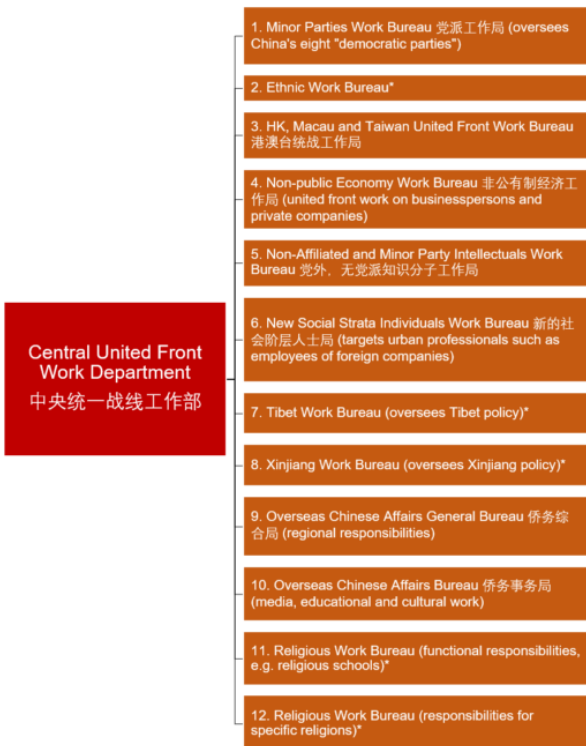 1. Minor Parties Work Bureau 党派工作局 (oversees
China's eight "democratic parties")
2. Ethnic Work Bureau*
3. HK, Macau and Taiwan United Front Work Bureau
港澳台统战工作局
4. Non-public Economy Work Bureau 非公有制经济工
作局 (united front work on businesspersons and
private companies)
5. Non-Affiliated and Minor Party Intellectuals Work
Bureau 党外、无党派知识分子工作局
6. New Social Strata Individuals Work Bureau 新的社
会阶层人士局 (targets urban professionals such as
employees of foreign companies)
Central United Front
Work Department
中央统一战线工作部
7. Tibet Work Bureau (oversees Tibet policy)*
8. Xinjiang Work Bureau (oversees Xinjiang policy)*
9. Overseas Chinese Affairs General Bureau 侨务综
合局 (regional responsibilities)
10. Overseas Chinese Affairs Bureau 侨务事务局
(media, educational and cultural work)
11. Religious Work Bureau (functional responsibilities,
e.g. religious schools)*
12. Religious Work Bureau (responsibilities for
specific religions)*